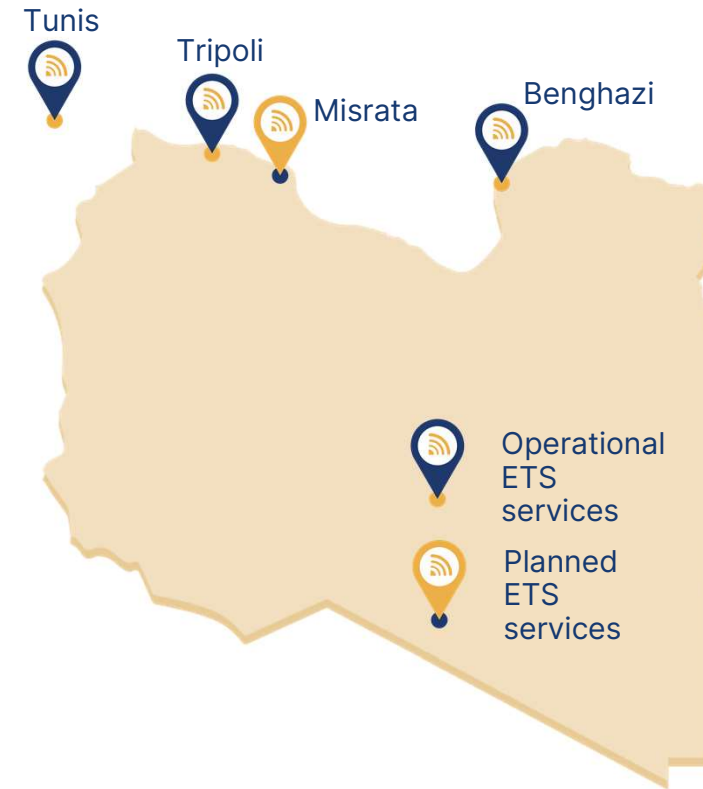 Tunis
Tripoli
Misrata
Benghazi
Operational
ETS
services
Planned
ETS
services